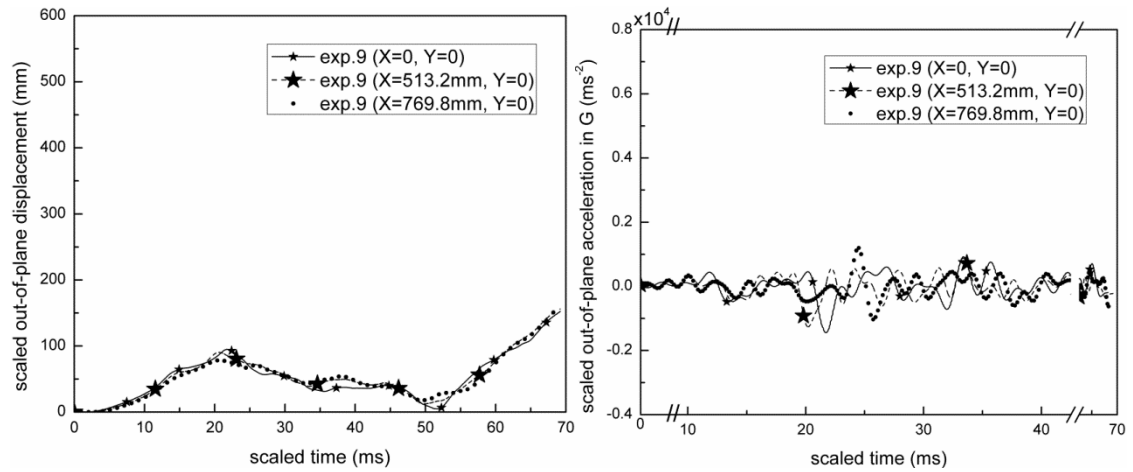 600
500
400
300
200
100
0
scaled out-of-plane displacement (mm)
exp.9 (X=0, Y=0)
exp.9 (X=513.2mm, Y=0)
exp.9 (X=769.8mm, Y=0)
0 10 20 30 40 50 60 70
scaled time (ms)
x10⁴
0.8
0.6
0.4
0.2
0.0
-0.2
-0.4
scaled out-of-plane acceleration in G (ms⁻²)
exp.9 (X=0, Y=0)
exp.9 (X=513.2mm, Y=0)
exp.9 (X=769.8mm, Y=0)
0 10 20 30 40 70
scaled time (ms)